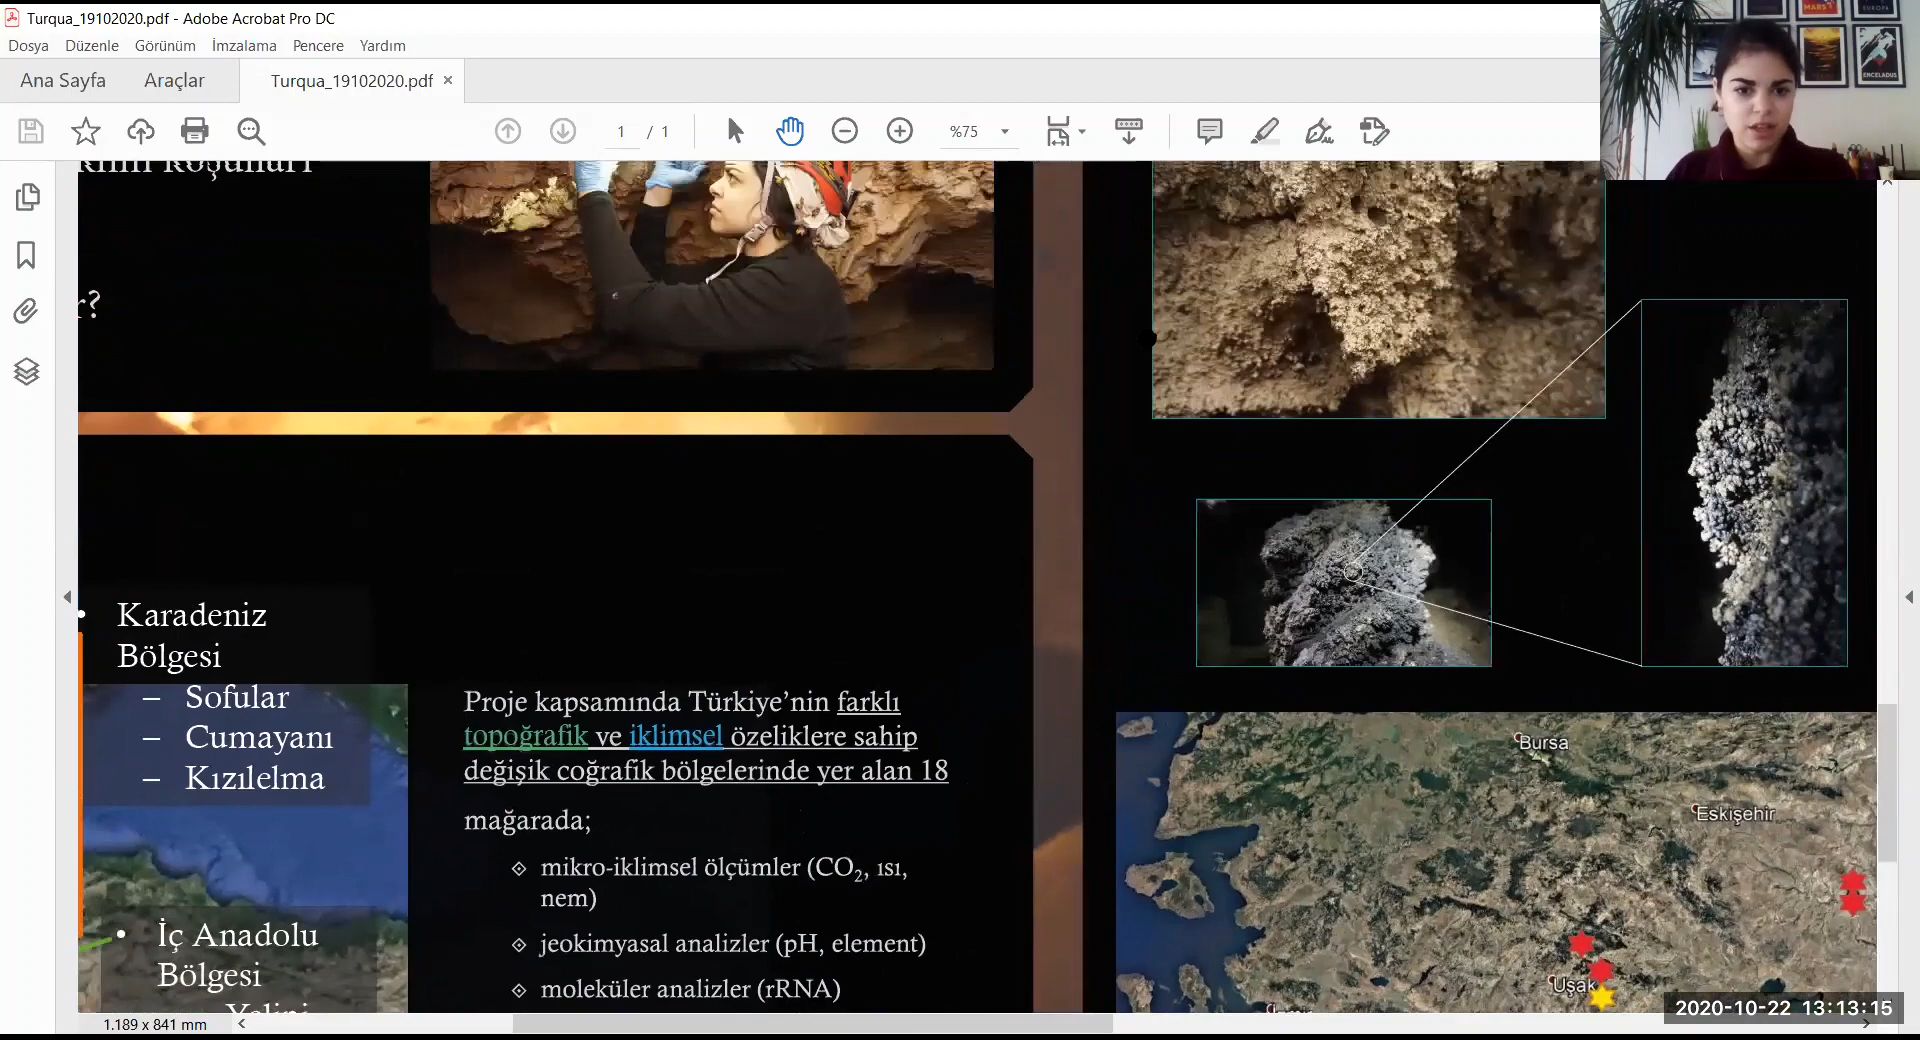 Turqua_19102020.pdf - Adobe Acrobat Pro DC
Dosya Düzenle Görünüm İmzalama Pencere Yardım
Ana Sayfa Araçlar Turqua_19102020.pdf ×
1 / 1 %75
MARS
EUROPA
ENCELADUS
r?
• Karadeniz
Bölgesi
– Sofular
– Cumayanı
– Kızılelma
• İç Anadolu
Bölgesi
Proje kapsamında Türkiye’nin farklı
topoğrafik ve iklimsel özeliklere sahip
değişik coğrafik bölgelerinde yer alan 18
mağarada;
mikro-iklimsel ölçümler (CO₂, ısı,
nem)
jeokimyasal analizler (pH, element)
moleküler analizler (rRNA)
Bursa
Eskişehir
Uşak
2020-10-22 13:13:15
1.189 x 841 mm